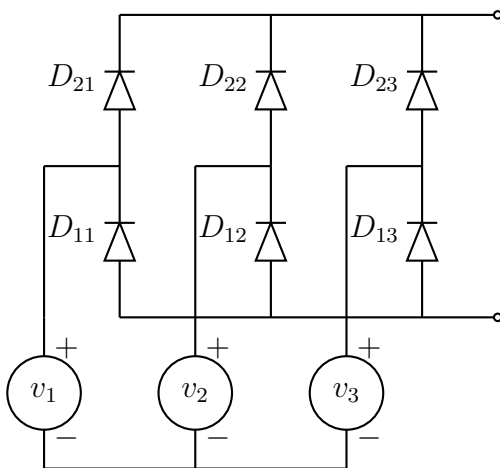 D21 D22 D23
D11 D12 D13
+ + +
v1 v2 v3
− − −